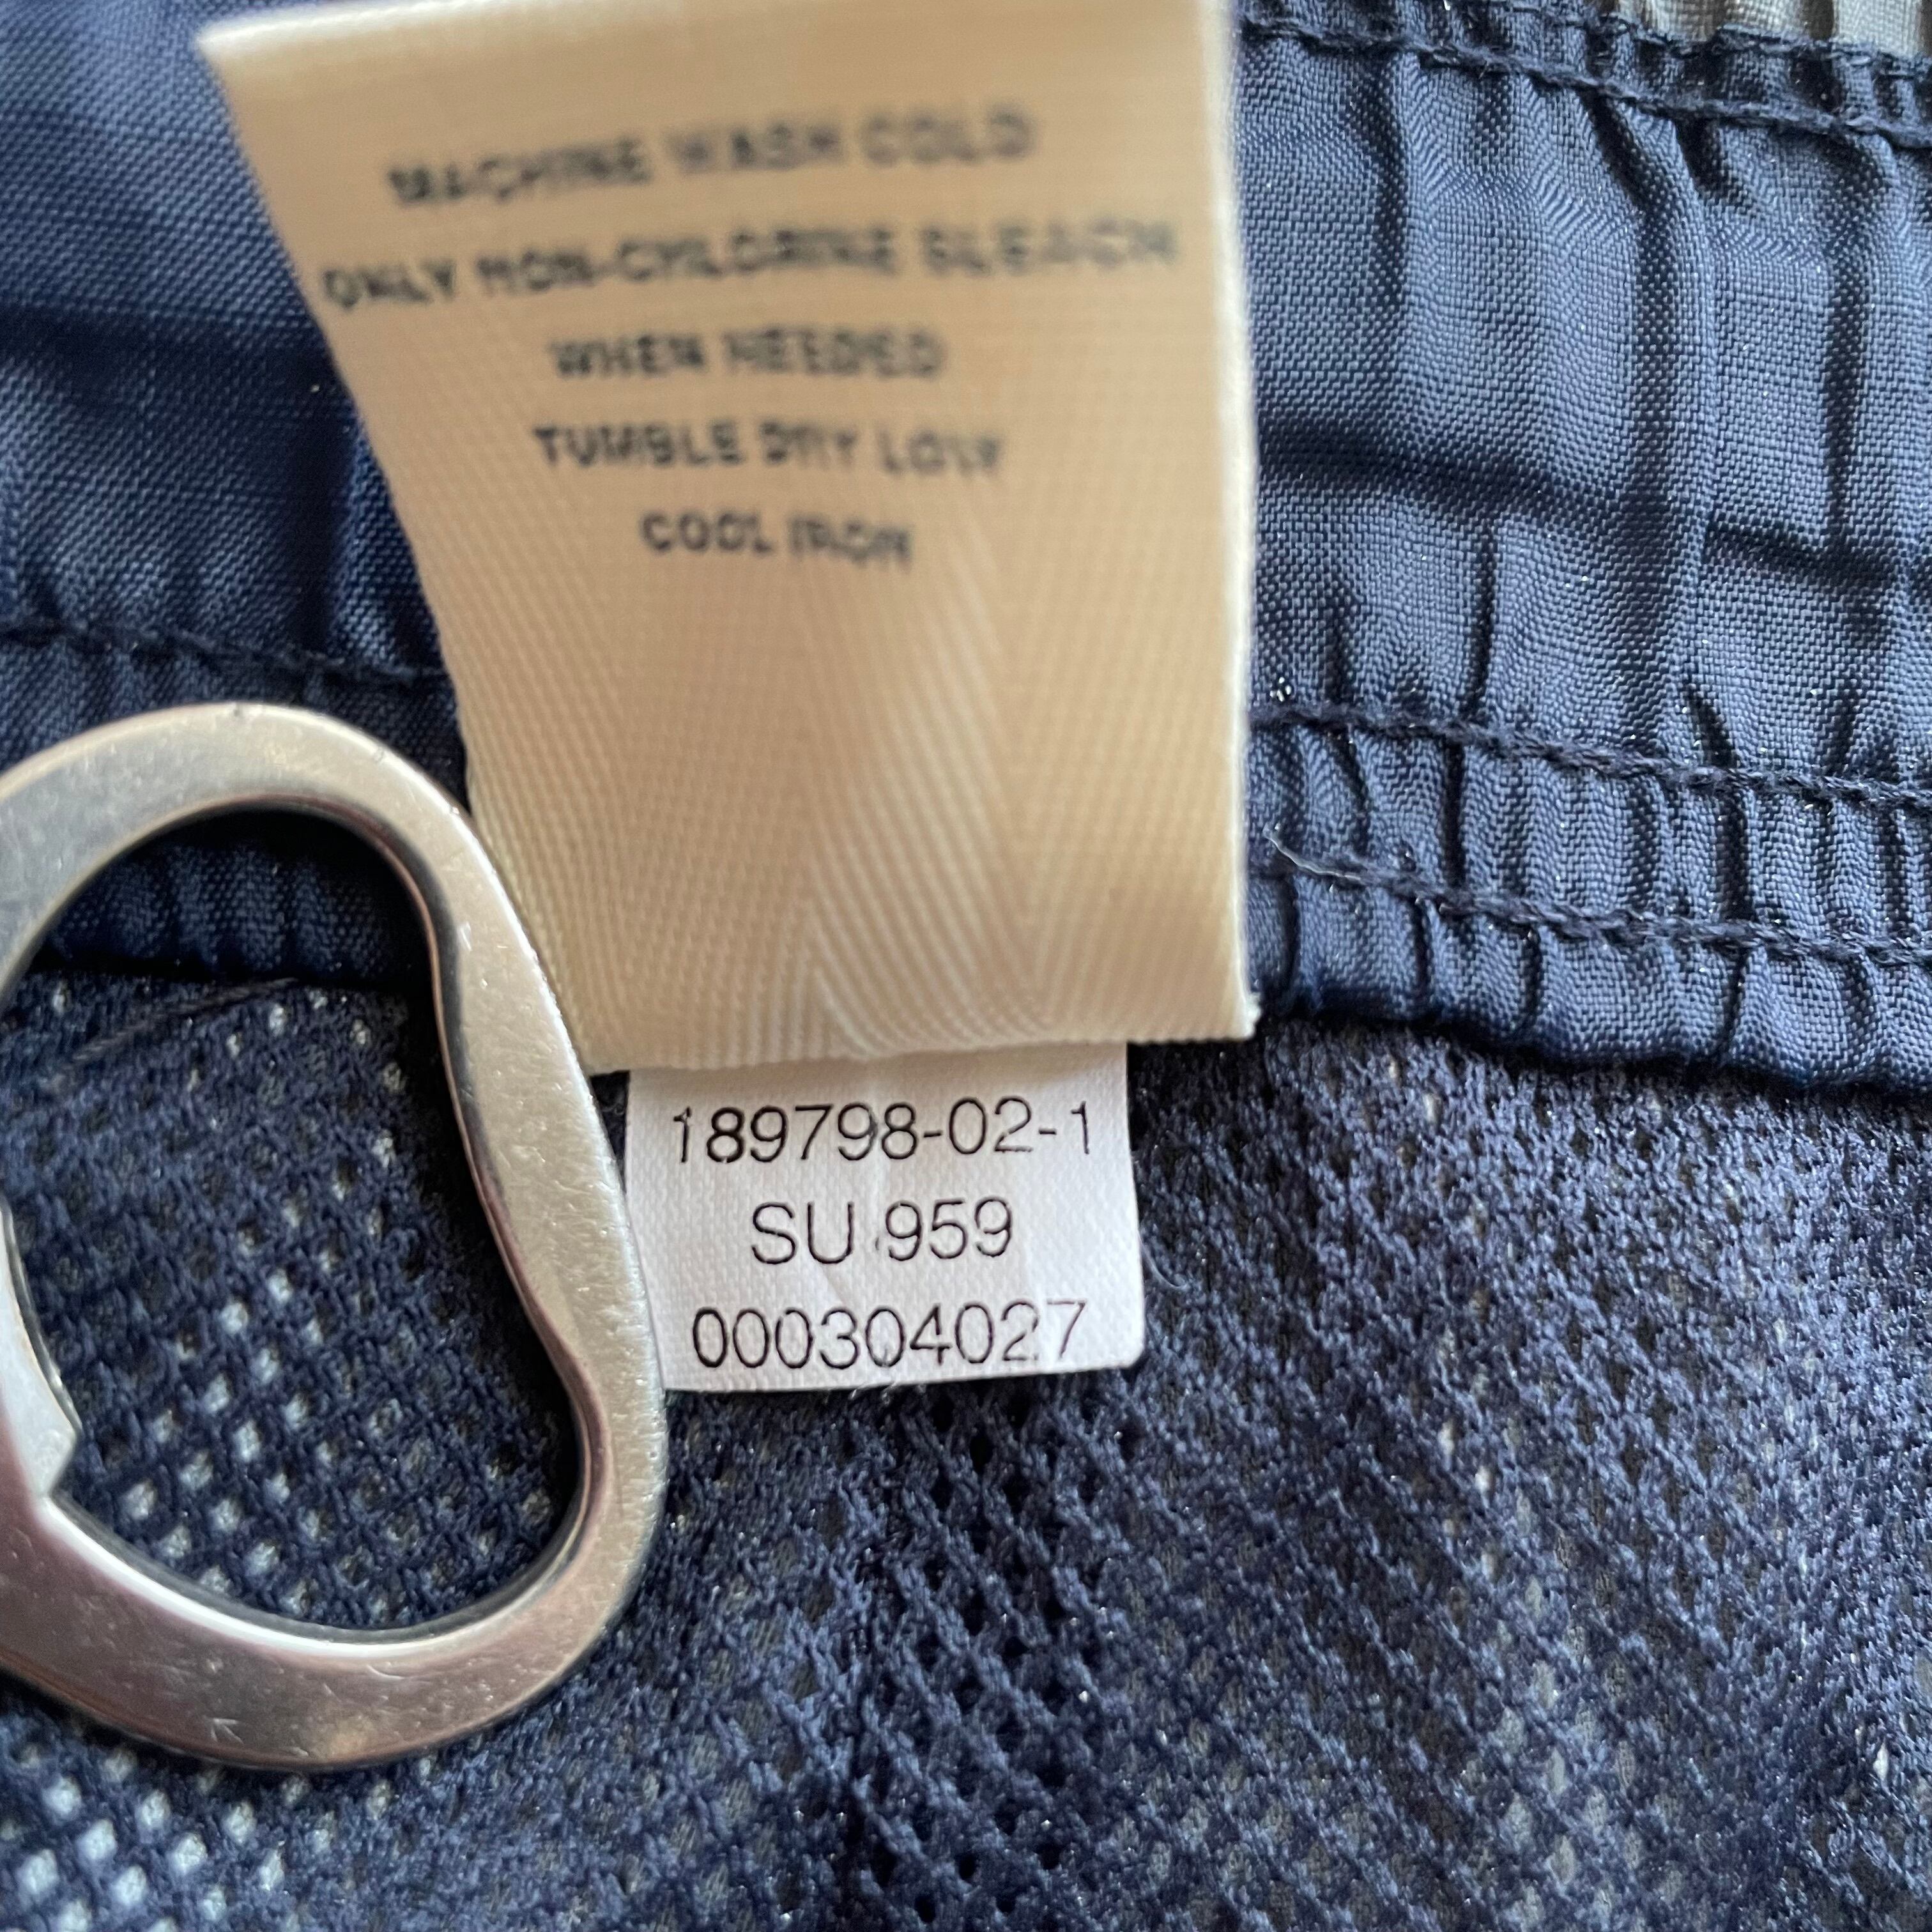 MACHINE WASH COLD
ONLY NON-CHLORINE BLEACH
WHEN NEEDED
TUMBLE DRY LOW
COOL IRON
189798-02-1
SU 959
000304027